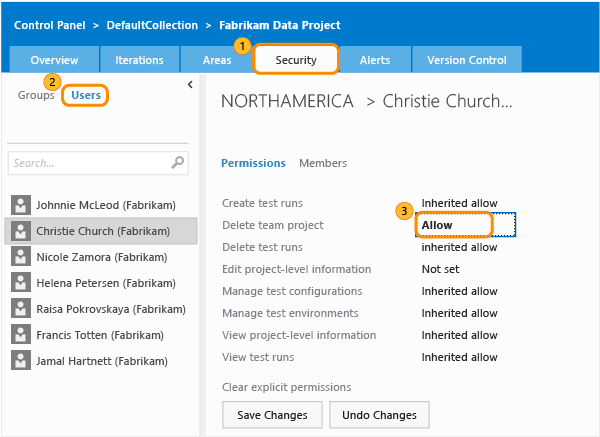 Control Panel > DefaultCollection > Fabrikam Data Project
1
Overview Iterations Areas Security Alerts Version Control
2
Groups Users
NORTHAMERICA > Christie Church...
Search...
Permissions Members
Johnnie McLeod (Fabrikam)
Christie Church (Fabrikam)
Nicole Zamora (Fabrikam)
Helena Petersen (Fabrikam)
Raisa Pokrovskaya (Fabrikam)
Francis Totten (Fabrikam)
Jamal Hartnett (Fabrikam)
Create test runs Inherited allow
3
Delete team project Allow
Delete test runs inherited allow
Edit project-level information Not set
Manage test configurations Inherited allow
Manage test environments Inherited allow
View project-level information Inherited allow
View test runs Inherited allow
Clear explicit permissions
Save Changes Undo Changes